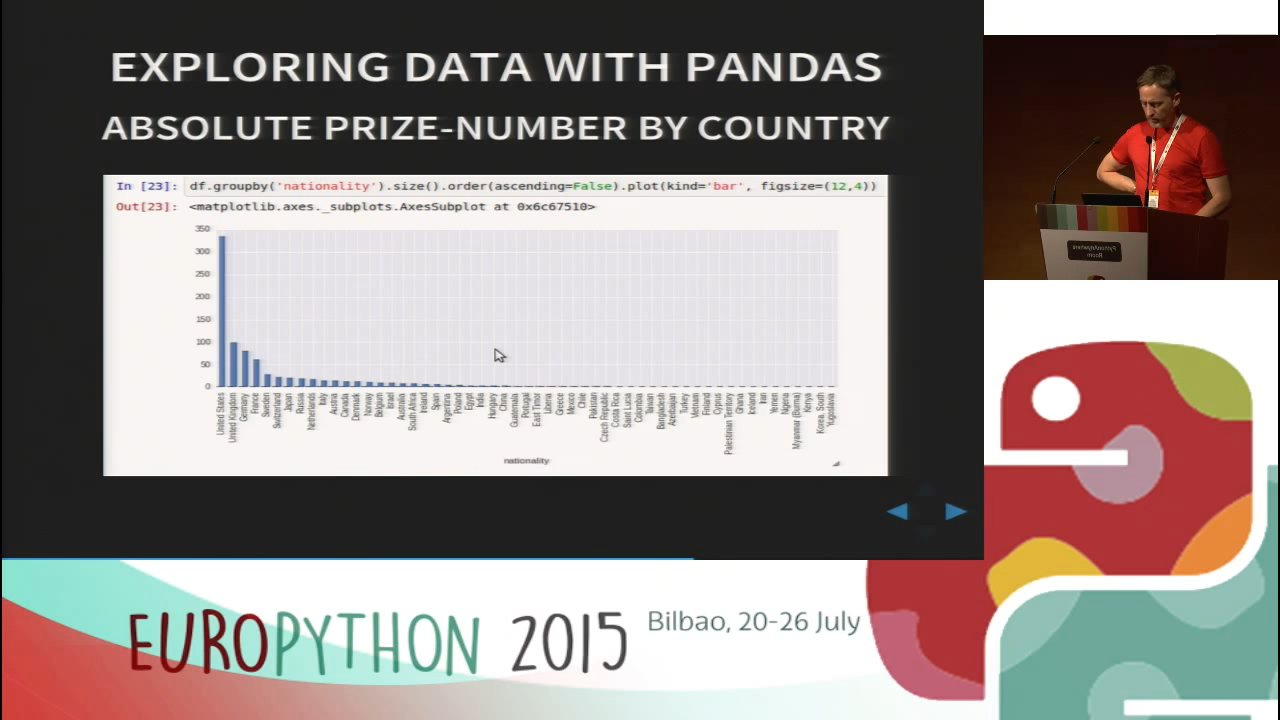 EXPLORING DATA WITH PANDAS
ABSOLUTE PRIZE-NUMBER BY COUNTRY
In [23]: df.groupby('nationality').size().order(ascending=False).plot(kind='bar', figsize=(12,4))
Out[23]: <matplotlib.axes._subplots.AxesSubplot at 0x6c67510>
350
300
250
200
150
100
50
0
United States
United Kingdom
Germany
France
Sweden
Switzerland
Japan
Russia
Netherlands
Italy
Austria
Canada
Denmark
Norway
Belgium
Israel
Australia
South Africa
Ireland
Spain
Argentina
Poland
Egypt
India
Hungary
China
Guatemala
Portugal
East Timor
Liberia
Greece
Mexico
Chile
Pakistan
Czech Republic
Costa Rica
Saint Lucia
Colombia
Taiwan
Bangladesh
Azerbaijan
Turkey
Vietnam
Finland
Cyprus
Palestinian Territory
Ghana
Iceland
Iran
Yemen
Nigeria
Myanmar (Burma)
Kenya
Korea, South
Yugoslavia
nationality
PythonAnywhere
Room
EUROPYTHON 2015
Bilbao, 20-26 July